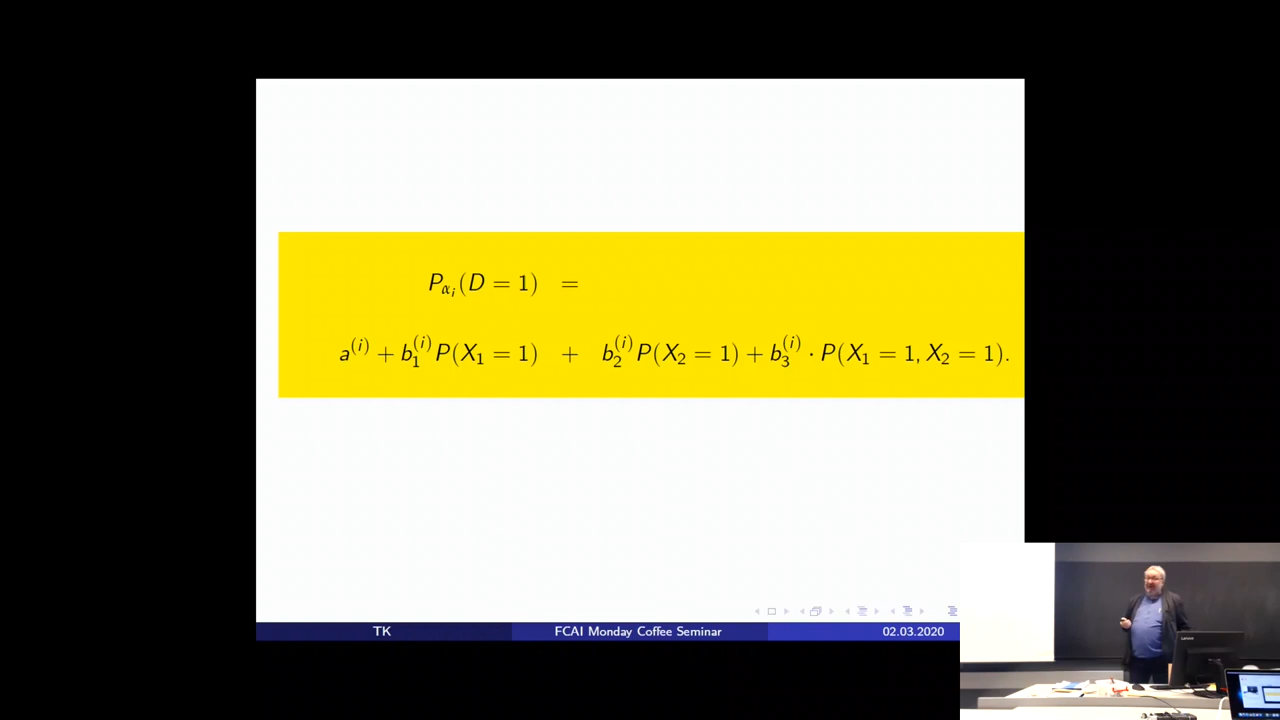 P_{α_i}(D = 1) =
a^{(i)} + b_1^{(i)} P(X_1 = 1) + b_2^{(i)} P(X_2 = 1) + b_3^{(i)} · P(X_1 = 1, X_2 = 1).
TK FCAI Monday Coffee Seminar 02.03.2020
Lenovo